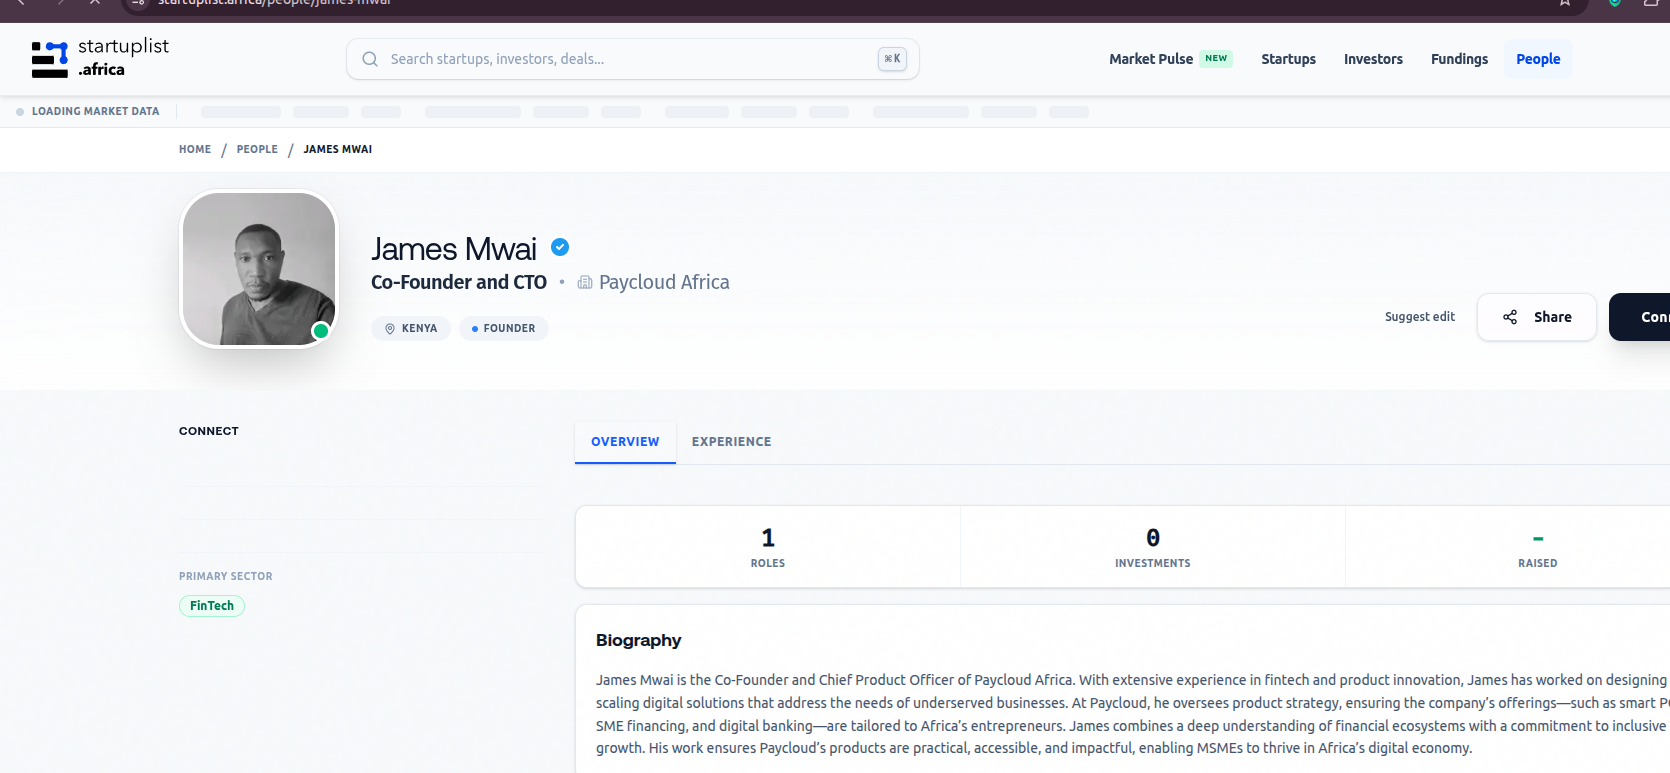 startuplist.africa/people/james-mwai
startuplist
.africa
Search startups, investors, deals...
⌘K
Market Pulse NEW
Startups
Investors
Fundings
People
LOADING MARKET DATA
HOME / PEOPLE / JAMES MWAI
James Mwai
Co-Founder and CTO • Paycloud Africa
KENYA
FOUNDER
Suggest edit
Share
CONNECT
OVERVIEW
EXPERIENCE
1
ROLES
0
INVESTMENTS
-
RAISED
PRIMARY SECTOR
FinTech
Biography
James Mwai is the Co-Founder and Chief Product Officer of Paycloud Africa. With extensive experience in fintech and product innovation, James has worked on designing
scaling digital solutions that address the needs of underserved businesses. At Paycloud, he oversees product strategy, ensuring the company’s offerings—such as smart
SME financing, and digital banking—are tailored to Africa’s entrepreneurs. James combines a deep understanding of financial ecosystems with a commitment to inclusive
growth. His work ensures Paycloud’s products are practical, accessible, and impactful, enabling MSMEs to thrive in Africa’s digital economy.